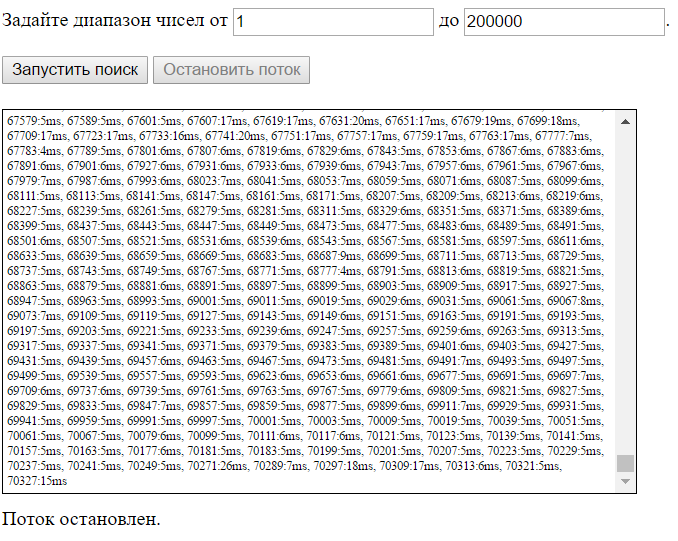 Задайте диапазон чисел от 1 до 200000.
Запустить поиск Остановить поток
67579:5ms, 67589:5ms, 67601:5ms, 67607:17ms, 67619:17ms, 67631:20ms, 67651:17ms, 67679:19ms, 67699:18ms,
67709:17ms, 67723:17ms, 67733:16ms, 67741:20ms, 67751:17ms, 67757:17ms, 67759:17ms, 67763:17ms, 67777:7ms,
67783:4ms, 67789:5ms, 67801:6ms, 67807:6ms, 67819:6ms, 67829:6ms, 67843:5ms, 67853:6ms, 67867:6ms, 67883:6ms,
67891:6ms, 67901:6ms, 67927:6ms, 67931:6ms, 67933:6ms, 67939:6ms, 67943:7ms, 67957:6ms, 67961:5ms, 67967:6ms,
67979:7ms, 67987:6ms, 67993:6ms, 68023:7ms, 68041:5ms, 68053:7ms, 68059:5ms, 68071:6ms, 68087:5ms, 68099:6ms,
68111:5ms, 68113:5ms, 68141:5ms, 68147:5ms, 68161:5ms, 68171:5ms, 68207:5ms, 68209:5ms, 68213:6ms, 68219:6ms,
68227:5ms, 68239:5ms, 68261:5ms, 68279:5ms, 68281:5ms, 68311:5ms, 68329:6ms, 68351:5ms, 68371:5ms, 68389:6ms,
68399:5ms, 68437:5ms, 68443:5ms, 68447:5ms, 68449:5ms, 68473:5ms, 68477:5ms, 68483:6ms, 68489:5ms, 68491:5ms,
68501:6ms, 68507:5ms, 68521:5ms, 68531:6ms, 68539:6ms, 68543:5ms, 68567:5ms, 68581:5ms, 68597:5ms, 68611:6ms,
68633:5ms, 68639:5ms, 68659:5ms, 68669:5ms, 68683:5ms, 68687:9ms, 68699:5ms, 68711:5ms, 68713:5ms, 68729:5ms,
68737:5ms, 68743:5ms, 68749:5ms, 68767:5ms, 68771:5ms, 68777:4ms, 68791:5ms, 68813:6ms, 68819:5ms, 68821:5ms,
68863:5ms, 68879:5ms, 68881:6ms, 68891:5ms, 68897:5ms, 68899:5ms, 68903:5ms, 68909:5ms, 68917:5ms, 68927:5ms,
68947:5ms, 68963:5ms, 68993:5ms, 69001:5ms, 69011:5ms, 69019:5ms, 69029:6ms, 69031:5ms, 69061:5ms, 69067:8ms,
69073:7ms, 69109:5ms, 69119:5ms, 69127:5ms, 69143:5ms, 69149:6ms, 69151:5ms, 69163:5ms, 69191:5ms, 69193:5ms,
69197:5ms, 69203:5ms, 69221:5ms, 69233:5ms, 69239:6ms, 69247:5ms, 69257:5ms, 69259:6ms, 69263:5ms, 69313:5ms,
69317:5ms, 69337:5ms, 69341:5ms, 69371:5ms, 69379:5ms, 69383:5ms, 69389:5ms, 69401:6ms, 69403:5ms, 69427:5ms,
69431:5ms, 69439:5ms, 69457:6ms, 69463:5ms, 69467:5ms, 69473:5ms, 69481:5ms, 69491:7ms, 69493:5ms, 69497:5ms,
69499:5ms, 69539:5ms, 69557:5ms, 69593:5ms, 69623:6ms, 69653:6ms, 69661:6ms, 69677:5ms, 69691:5ms, 69697:7ms,
69709:6ms, 69737:6ms, 69739:5ms, 69761:5ms, 69763:5ms, 69767:5ms, 69779:6ms, 69809:5ms, 69821:5ms, 69827:5ms,
69829:5ms, 69833:5ms, 69847:7ms, 69857:5ms, 69859:5ms, 69877:5ms, 69899:6ms, 69911:7ms, 69929:5ms, 69931:5ms,
69941:5ms, 69959:5ms, 69991:5ms, 69997:5ms, 70001:5ms, 70003:5ms, 70009:5ms, 70019:5ms, 70039:5ms, 70051:5ms,
70061:5ms, 70067:5ms, 70079:6ms, 70099:5ms, 70111:6ms, 70117:6ms, 70121:5ms, 70123:5ms, 70139:5ms, 70141:5ms,
70157:5ms, 70163:5ms, 70177:6ms, 70181:5ms, 70183:5ms, 70199:5ms, 70201:5ms, 70207:5ms, 70223:5ms, 70229:5ms,
70237:5ms, 70241:5ms, 70249:5ms, 70271:26ms, 70289:7ms, 70297:18ms, 70309:17ms, 70313:6ms, 70321:5ms,
70327:15ms
Поток остановлен.